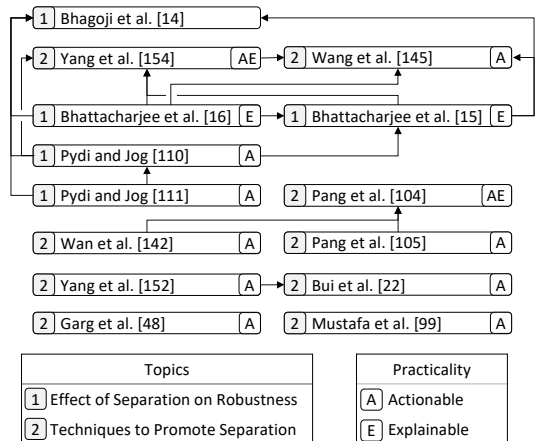 1 Bhagoji et al. [14]
2 Yang et al. [154] AE 2 Wang et al. [145] A
1 Bhattacharjee et al. [16] E 1 Bhattacharjee et al. [15] E
1 Pydi and Jog [110] A
1 Pydi and Jog [111] A 2 Pang et al. [104] AE
2 Wan et al. [142] A 2 Pang et al. [105] A
2 Yang et al. [152] A 2 Bui et al. [22] A
2 Garg et al. [48] A 2 Mustafa et al. [99] A
Topics
1 Effect of Separation on Robustness
2 Techniques to Promote Separation
Practicality
A Actionable
E Explainable